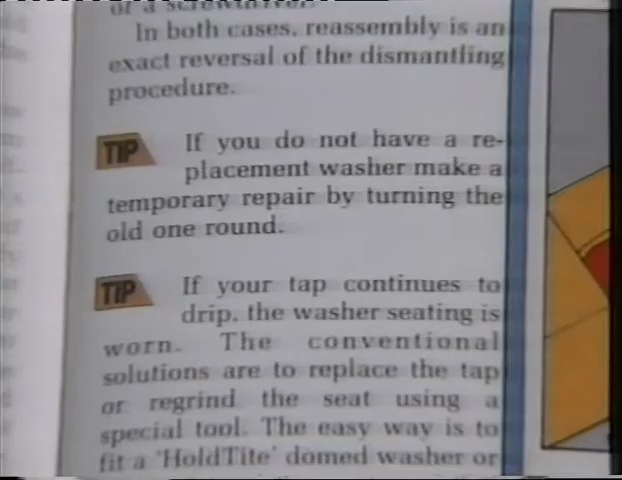 of a screwdriver.
In both cases, reassembly is an
exact reversal of the dismantling
procedure.
TIP If you do not have a re-
placement washer make a
temporary repair by turning the
old one round.
TIP If your tap continues to
drip, the washer seating is
worn. The conventional
solutions are to replace the tap
or regrind the seat using a
special tool. The easy way is to
fit a 'HoldTite' domed washer or